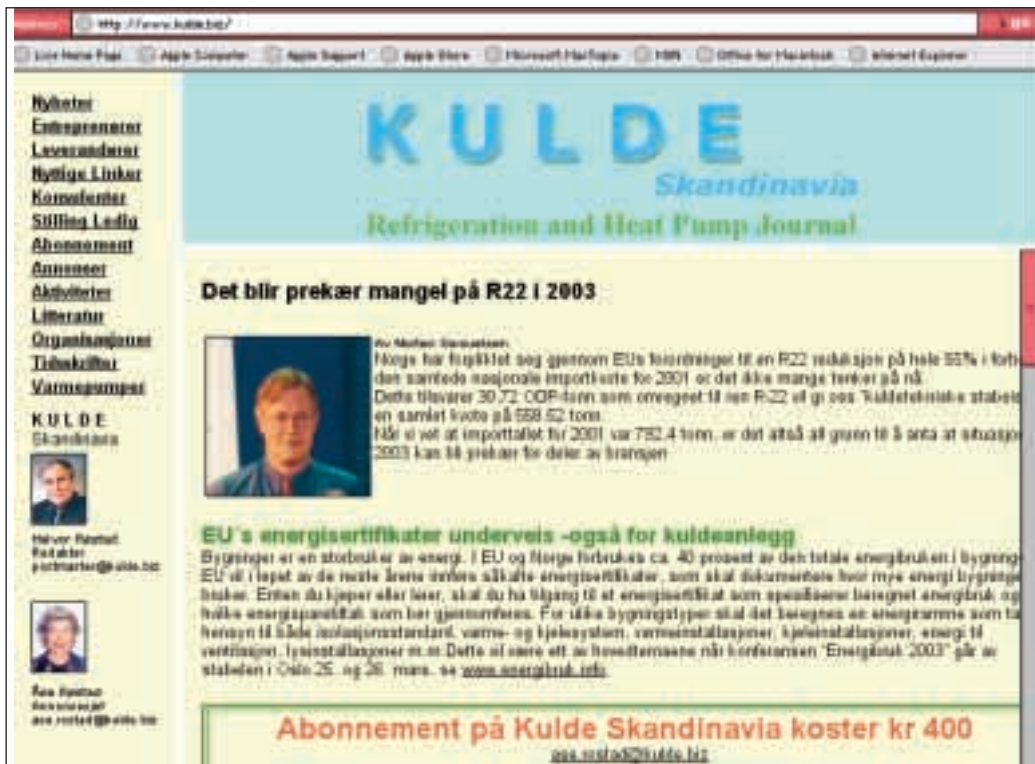 http://www.kulde.biz/
Live Home Page Apple Computer Apple Support Apple Store Microsoft MacTopia MSN Office for Macintosh Internet Explorer
Nyheter
Entreprenører
Leverandører
Nyttige Linker
Konsulenter
Stilling Ledig
Abonnement
Annonser
Aktiviteter
Litteratur
Organisasjoner
Tidsskrifter
Varmepumper
KULDE
Skandinavia
Halvor Røstad
Redaktør
postmaster@kulde.biz
Åse Røstad
Annonsesjef
ase.rostad@kulde.biz
KULDE
Skandinavia
Refrigeration and Heat Pump Journal
Det blir prekær mangel på R22 i 2003
Av
Norge har forpliktet seg gjennom EUs forordninger til en R22 reduksjon på hele 55% i
den samlede nasjonale importkvote for 2001 er det ikke mange tenker på nå.
Dette tilsvarer 30,72 ODP-tonn som omregnet til ren R-22 vil gi oss "kuldetekniske
en samlet kvote på 558.52 tonn.
Når vi vet at importtallet for 2001 var 792.4 tonn, er det altså all grunn til å anta at
2003 kan bli prekær for deler av bransjen
EU´s energisertifikater underveis -også for kuldeanlegg
Bygninger er en storbruker av energi. I EU og Norge forbrukes ca. 40 prosent av den totale energibruken i
EU vil i løpet av de neste årene innføre såkalte energisertifikater, som skal dokumentere hvor mye energi
bruker. Enten du kjøper eller leier, skal du ha tilgang til et energisertifikat som spesifiserer beregnet energibruk og
hvilke energisparetiltak som bør gjennomføres. For ulike bygningstyper skal det beregnes en energiramme som
hensyn til både isolasjonsstandard, varme- og kjølesystem, varmeinstallasjoner, kjøleinstallasjoner, energi til
ventilasjon, lysinstallasjoner m.m. Dette vil være ett av hovedtemaene når konferansen "Energibruk 2003" går av
stabelen i Oslo 25. og 26. mars. se www.energibruk.info.
Abonnement på Kulde Skandinavia koster kr 400
ase.rostad@kulde.biz